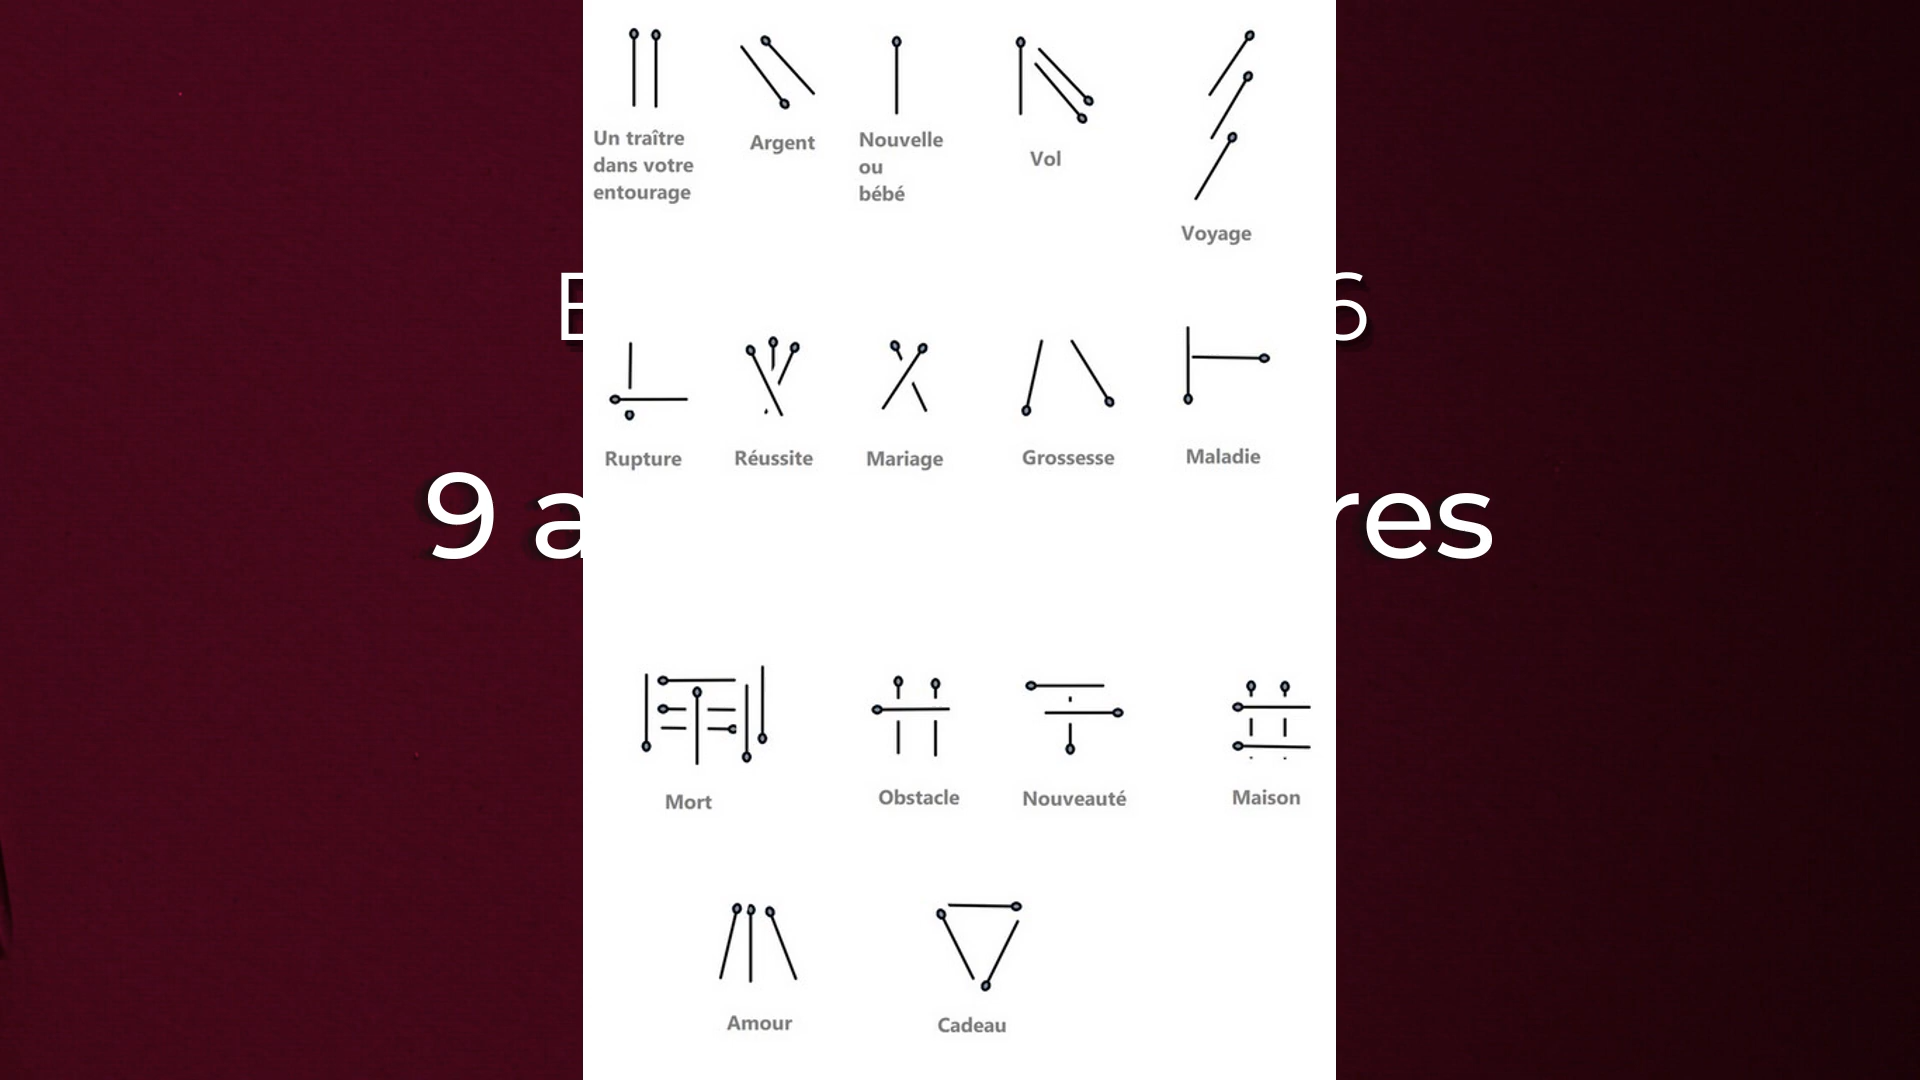 Un traître
dans votre
entourage
Argent
Nouvelle
ou
bébé
Vol
Voyage
Rupture
Réussite
Mariage
Grossesse
Maladie
9
Mort
Obstacle
Nouveauté
Maison
Amour
Cadeau